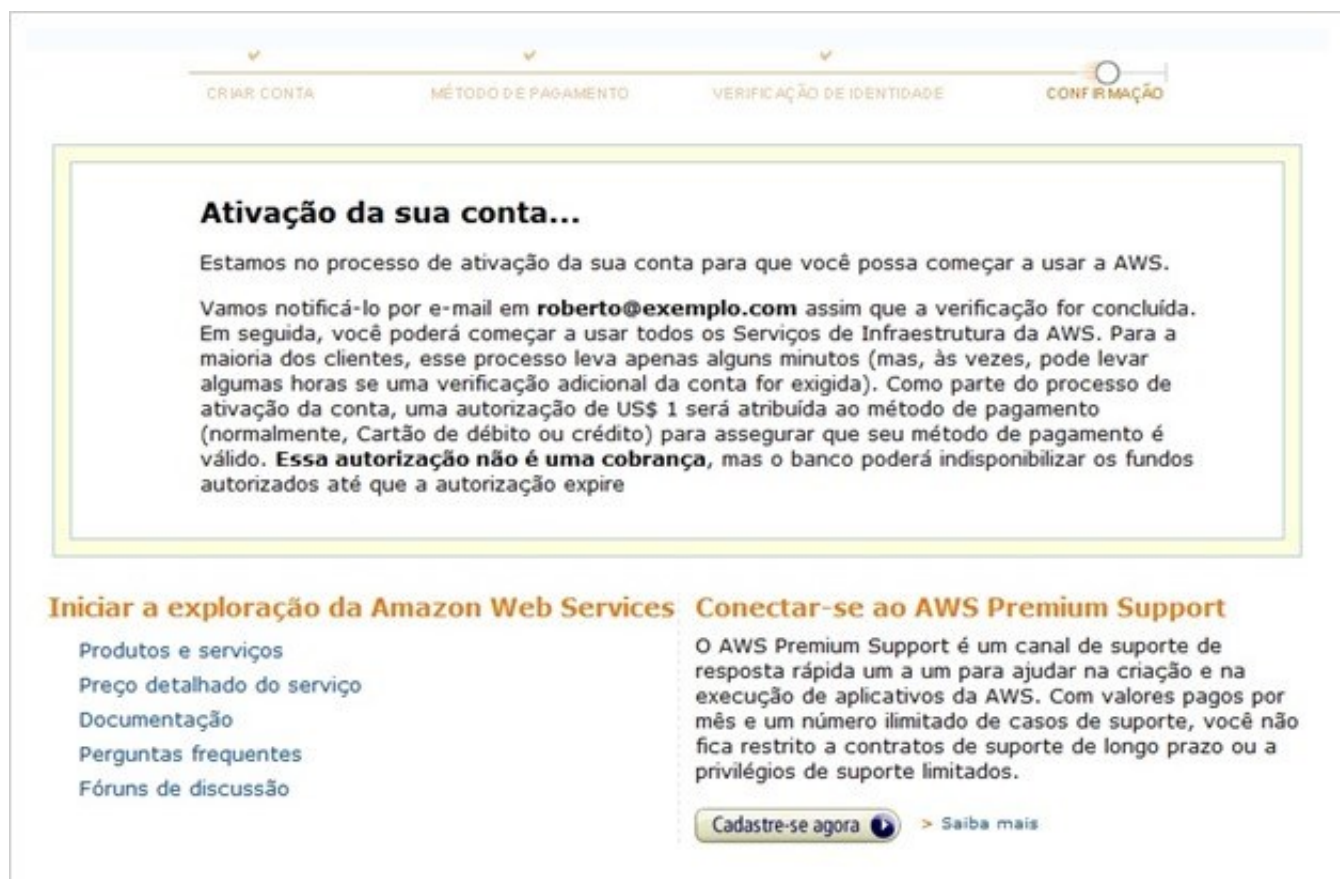 CRIAR CONTA
MÉTODO DE PAGAMENTO
VERIFICAÇÃO DE IDENTIDADE
CONFIRMAÇÃO
Ativação da sua conta...
Estamos no processo de ativação da sua conta para que você possa começar a usar a AWS.
Vamos notificá-lo por e-mail em roberto@exemplo.com assim que a verificação for concluída.
Em seguida, você poderá começar a usar todos os Serviços de Infraestrutura da AWS. Para a
maioria dos clientes, esse processo leva apenas alguns minutos (mas, às vezes, pode levar
algumas horas se uma verificação adicional da conta for exigida). Como parte do processo de
ativação da conta, uma autorização de US$ 1 será atribuída ao método de pagamento
(normalmente, Cartão de débito ou crédito) para assegurar que seu método de pagamento é
válido. Essa autorização não é uma cobrança, mas o banco poderá indisponibilizar os fundos
autorizados até que a autorização expire
Iniciar a exploração da Amazon Web Services
Produtos e serviços
Preço detalhado do serviço
Documentação
Perguntas frequentes
Fóruns de discussão
Conectar-se ao AWS Premium Support
O AWS Premium Support é um canal de suporte de
resposta rápida um a um para ajudar na criação e na
execução de aplicativos da AWS. Com valores pagos por
mês e um número ilimitado de casos de suporte, você não
fica restrito a contratos de suporte de longo prazo ou a
privilégios de suporte limitados.
Cadastre-se agora > Saiba mais